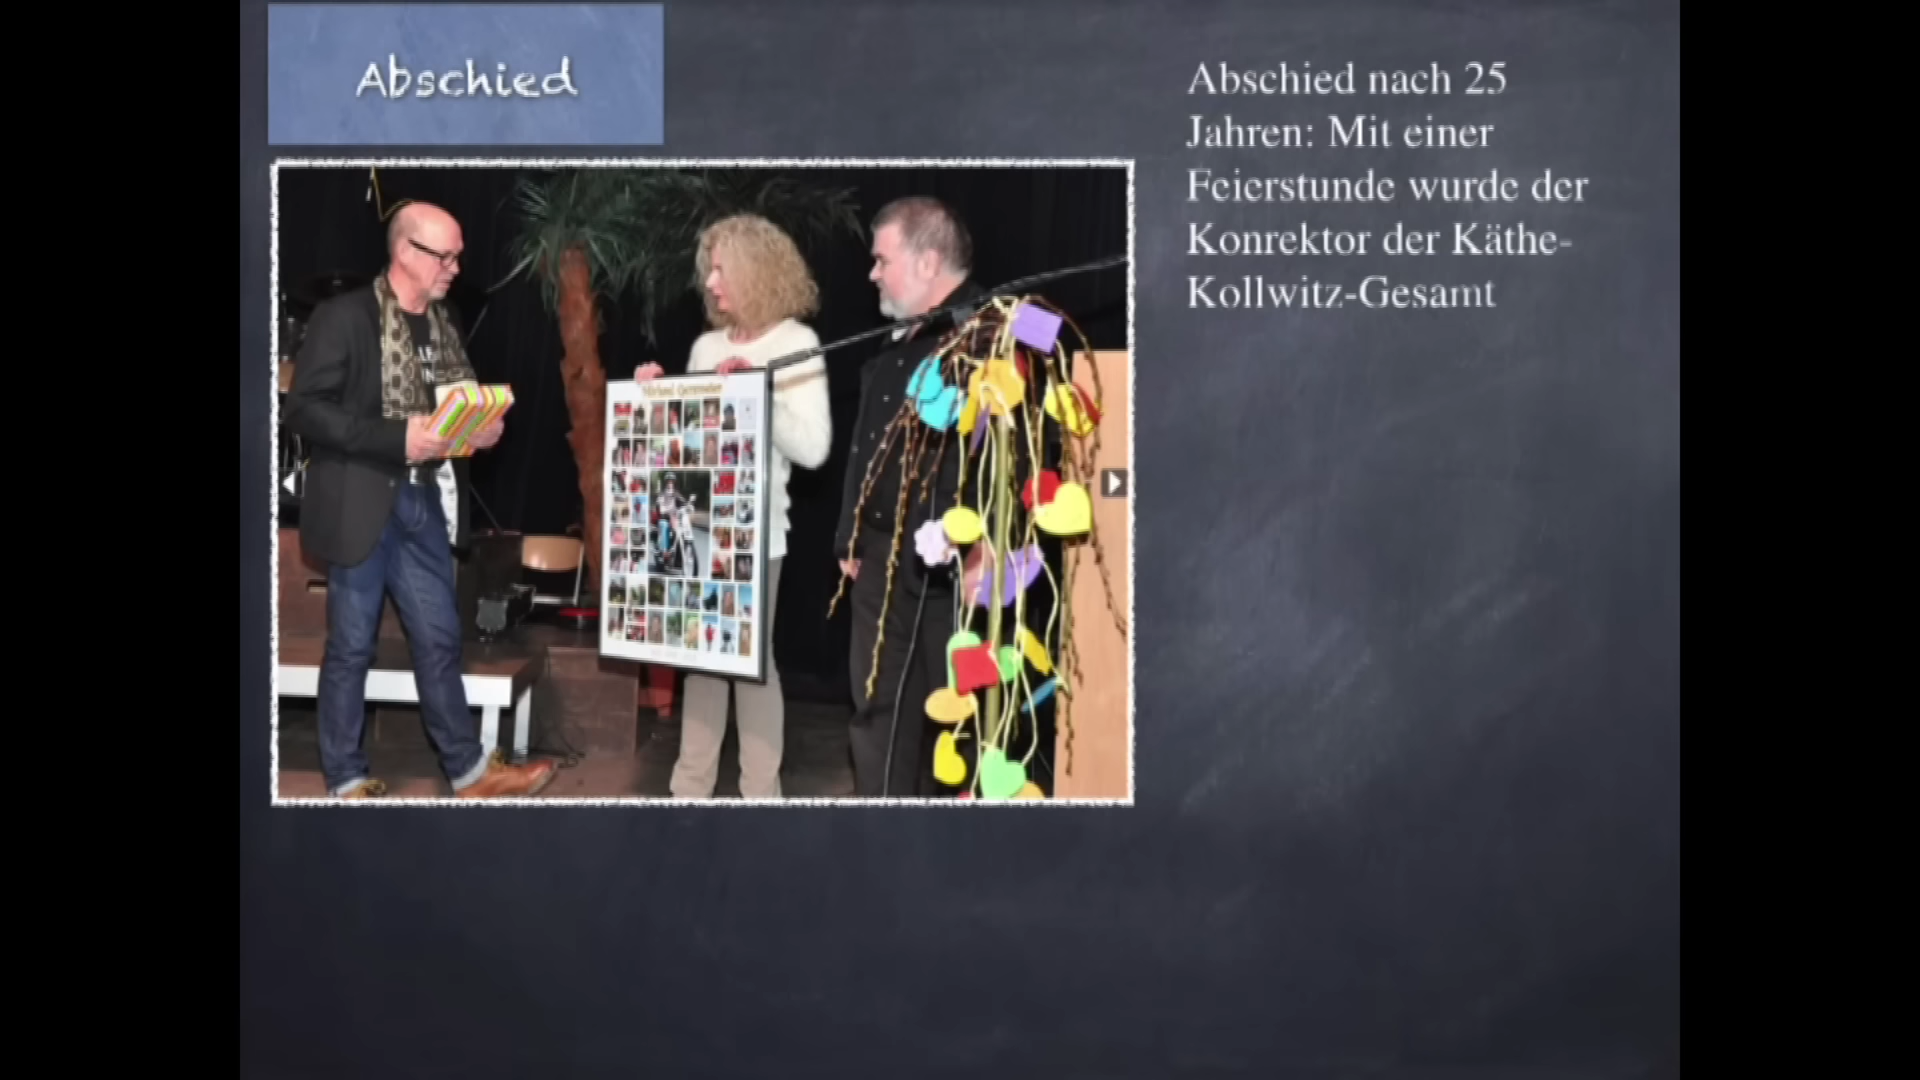 Abschied
Abschied nach 25
Jahren: Mit einer
Feierstunde wurde der
Konrektor der Käthe-
Kollwitz-Gesamt